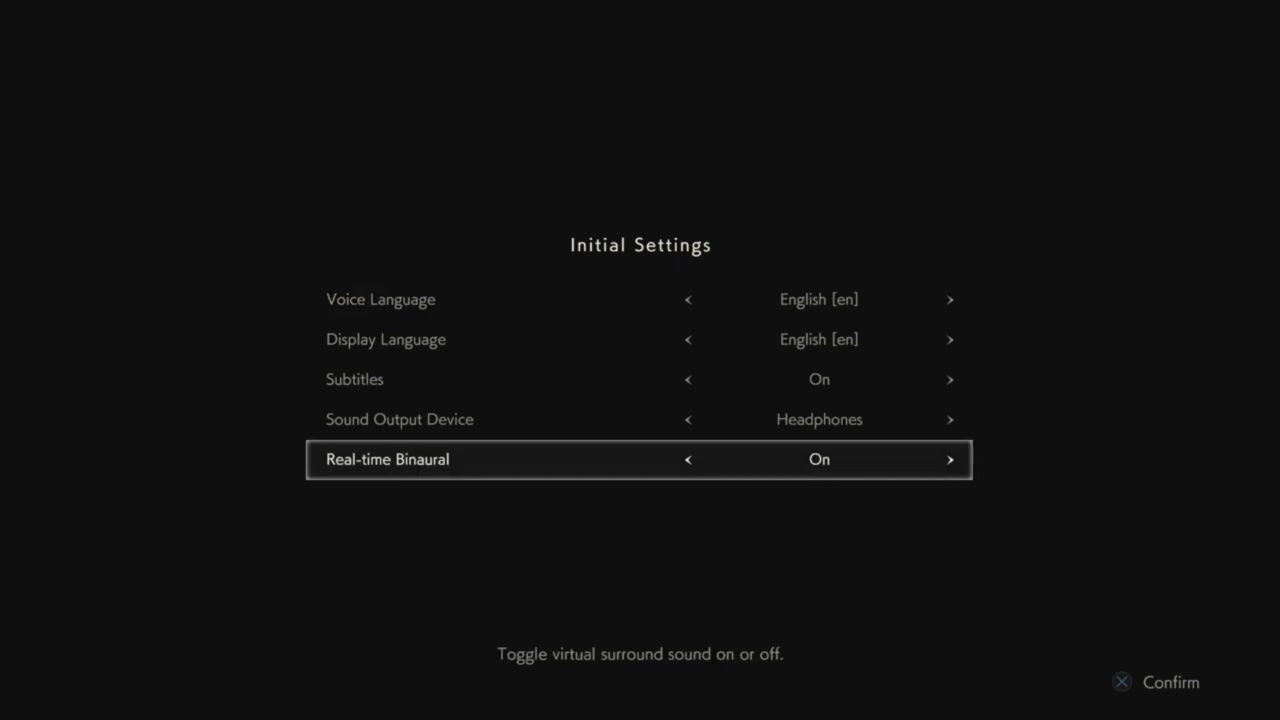 Initial Settings
Voice Language < English [en] >
Display Language < English [en] >
Subtitles < On >
Sound Output Device < Headphones >
Real-time Binaural < On >
Toggle virtual surround sound on or off.
Confirm